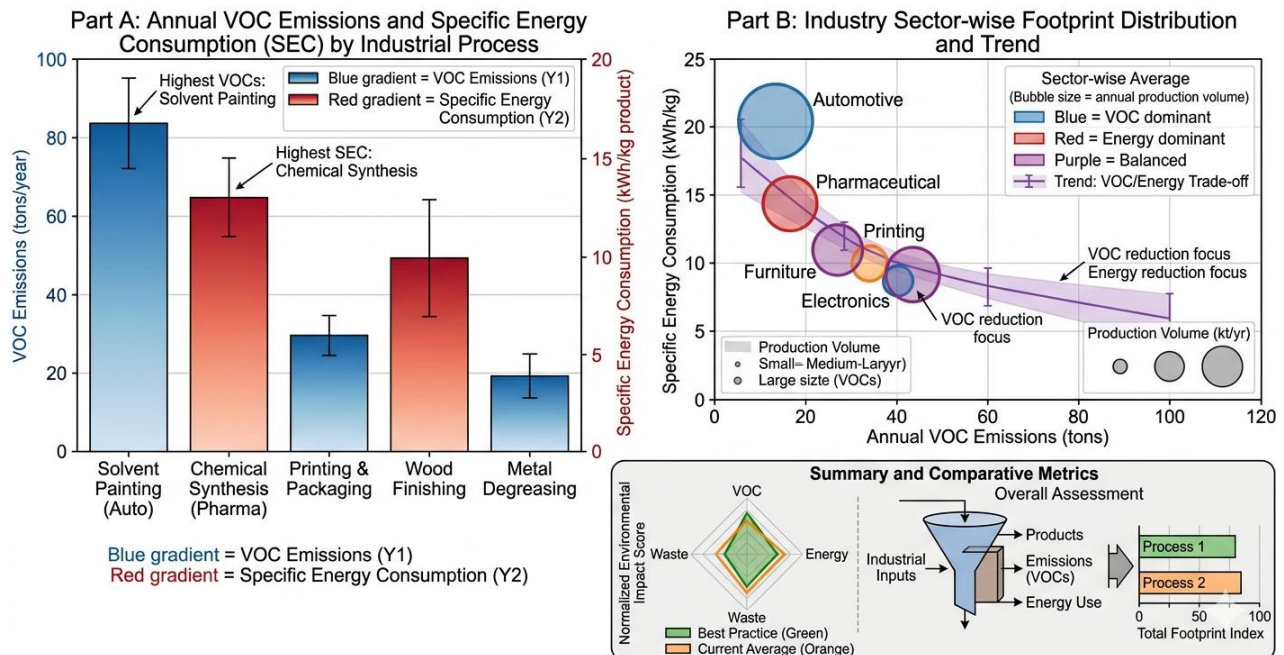 Part A: Annual VOC Emissions and Specific Energy
Consumption (SEC) by Industrial Process
VOC Emissions (tons/year)
100
80
60
40
20
0
Highest VOCs:
Solvent Painting
Highest SEC:
Chemical Synthesis
Blue gradient = VOC Emissions (Y1)
Red gradient = Specific Energy
Consumption (Y2)
20
15
10
5
0
Specific Energy Consumption (kWh/kg product)
Solvent
Painting
(Auto)
Chemical
Synthesis
(Pharma)
Printing &
Packaging
Wood
Finishing
Metal
Degreasing
Blue gradient = VOC Emissions (Y1)
Red gradient = Specific Energy Consumption (Y2)
Part B: Industry Sector-wise Footprint Distribution
and Trend
Specific Energy Consumption (kWh/kg)
25
20
15
10
5
0
Automotive
Pharmaceutical
Printing
Furniture
Electronics
VOC reduction
focus
VOC reduction focus
Energy reduction focus
Sector-wise Average
(Bubble size = annual production volume)
Blue = VOC dominant
Red = Energy dominant
Purple = Balanced
Trend: VOC/Energy Trade-off
Production Volume
Small– Medium-Laryyr)
Large sizte (VOCs)
Production Volume (kt/yr)
0
20
40
60
80
100
120
Annual VOC Emissions (tons)
Summary and Comparative Metrics
Normalized Environmental
Impact Score
VOC
Waste
Energy
Waste
Best Practice (Green)
Current Average (Orange)
Overall Assessment
Industrial
Inputs
Products
Emissions
(VOCs)
Energy Use
Process 1
Process 2
0
50
100
Total Footprint Index